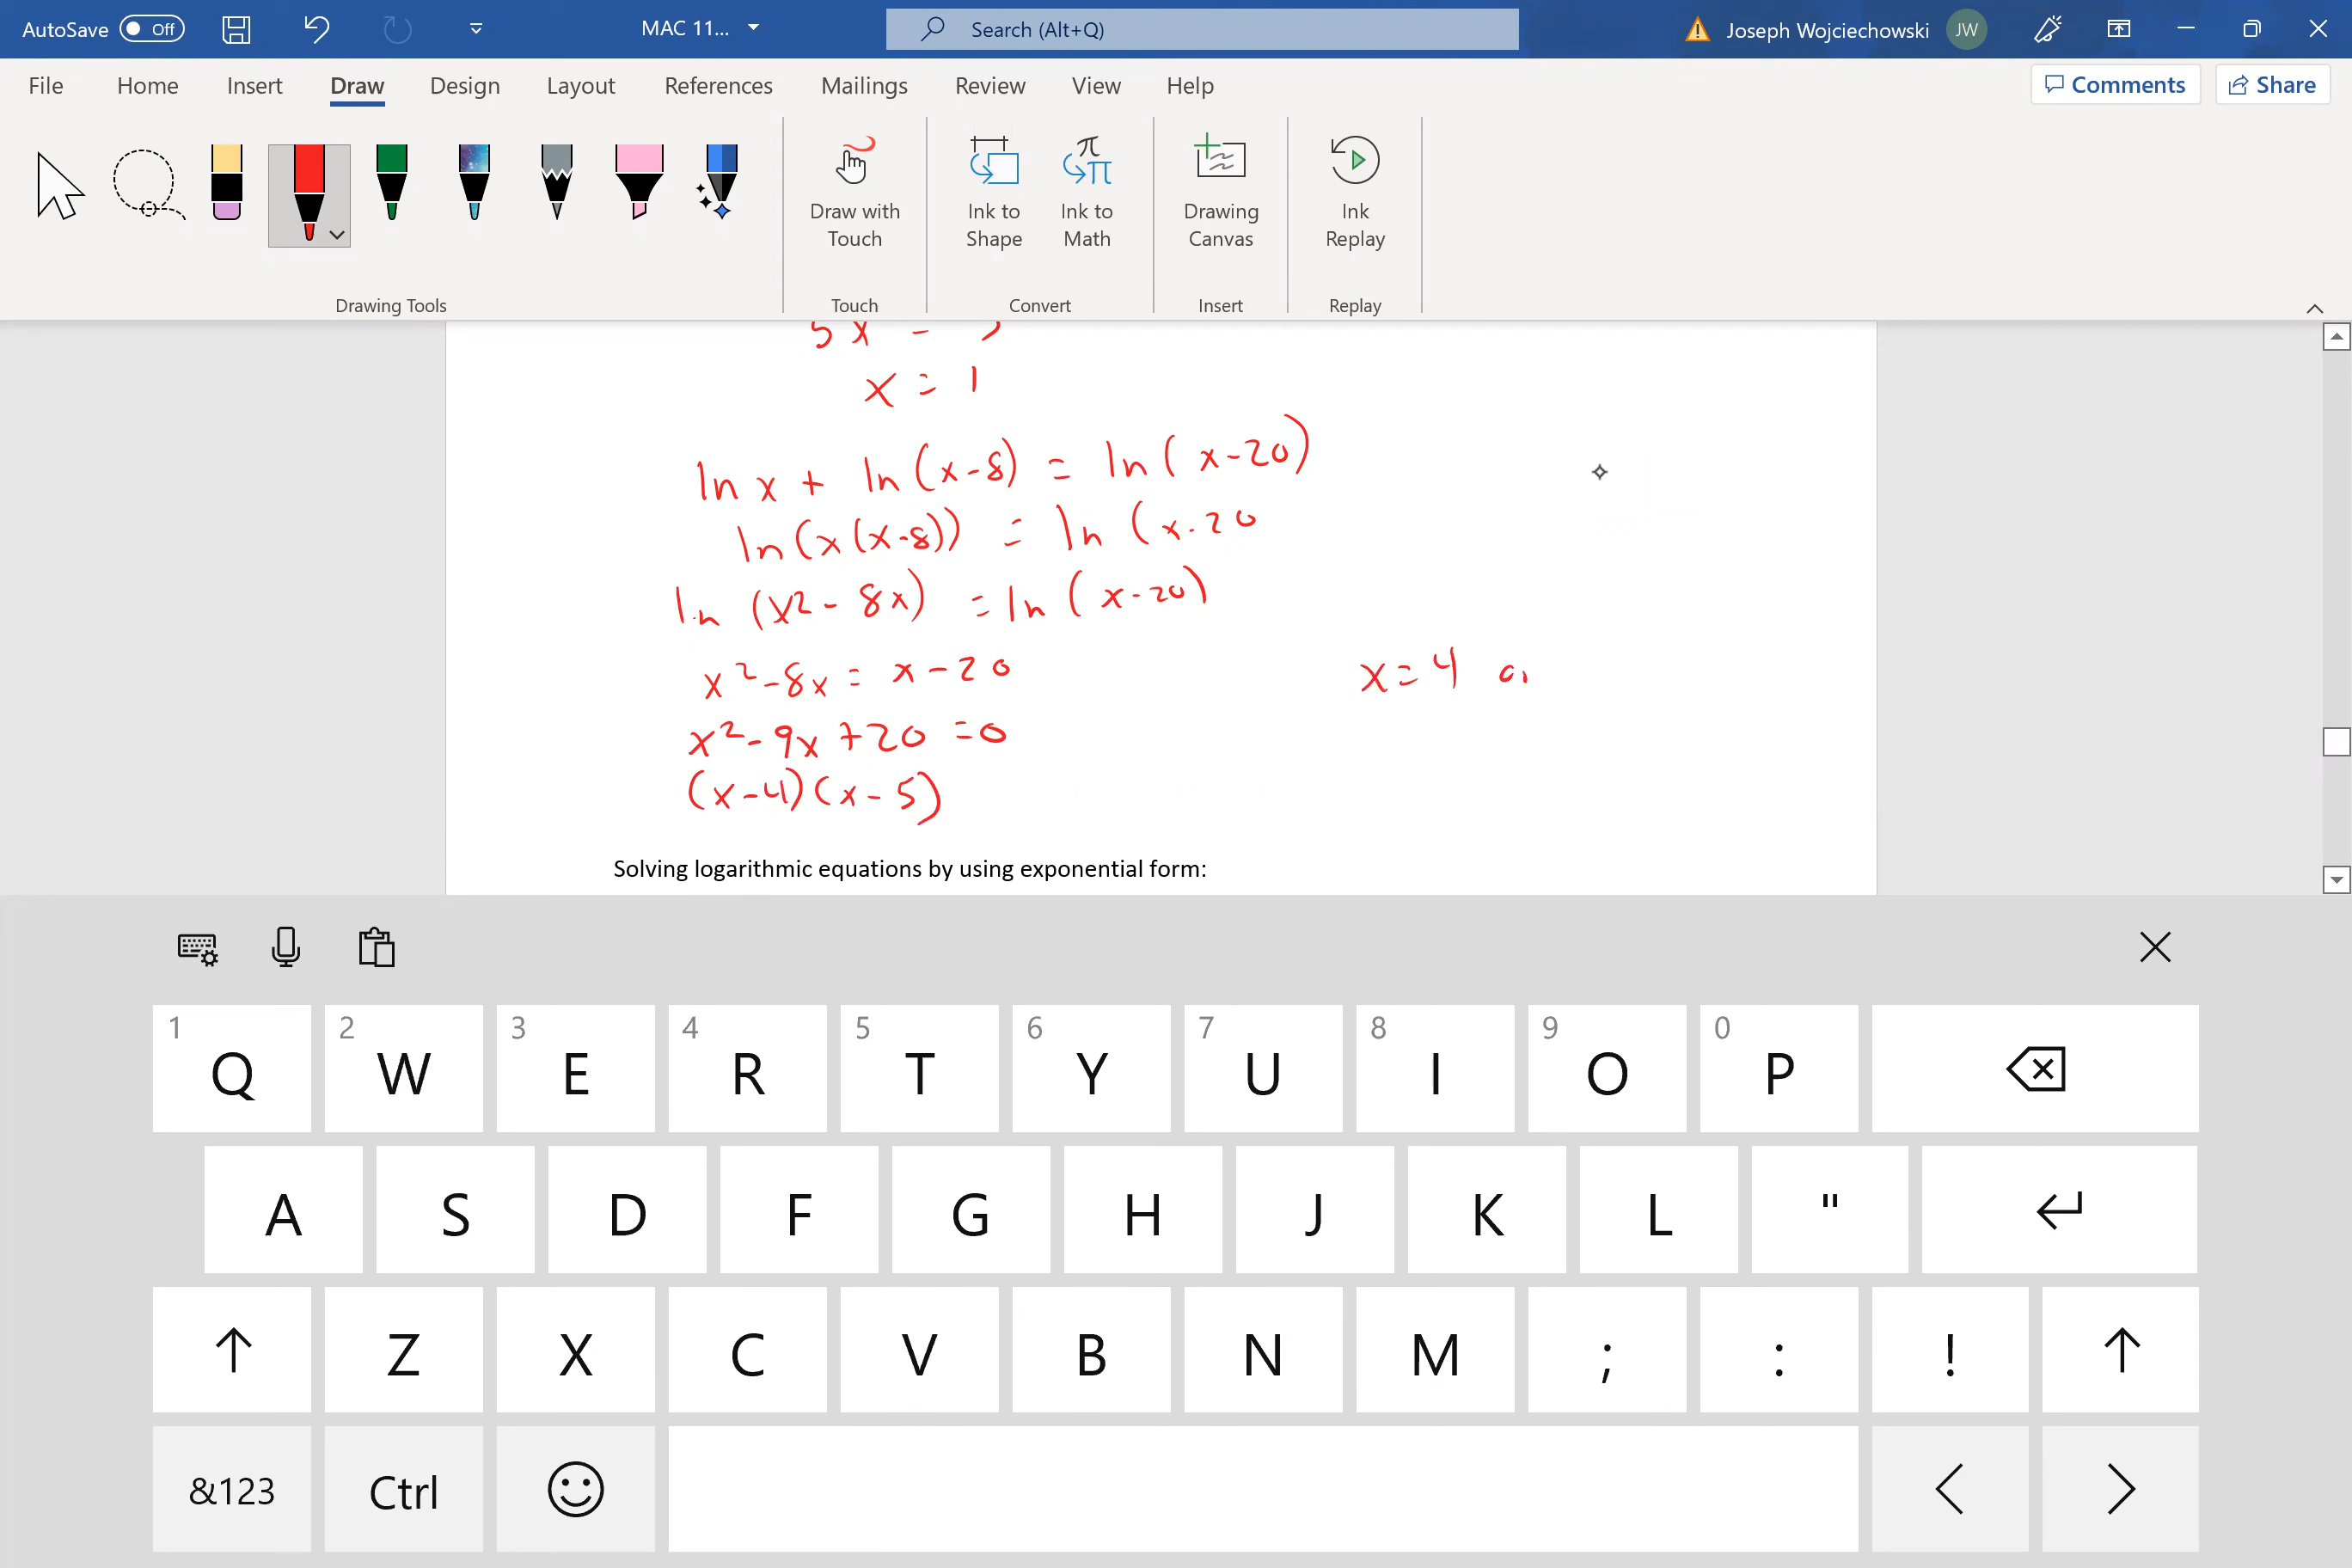 AutoSave Off MAC 11... Search (Alt+Q) Joseph Wojciechowski JW
File Home Insert Draw Design Layout References Mailings Review View Help Comments Share
Draw with Touch Ink to Shape Ink to Math Drawing Canvas Ink Replay
Drawing Tools Touch Convert Insert Replay
x = 1
ln x + ln (x-8) = ln ( x-20)
ln (x (x-8)) = ln (x-20
ln (x² - 8x) = ln ( x-20)
x² -8x = x - 20
x = 4
x² - 9x + 20 = 0
(x-4)(x-5)
Solving logarithmic equations by using exponential form:
1 Q 2 W 3 E 4 R 5 T 6 Y 7 U 8 I 9 O 0 P
A S D F G H J K L "
Z X C V B N M ; : !
&123 Ctrl